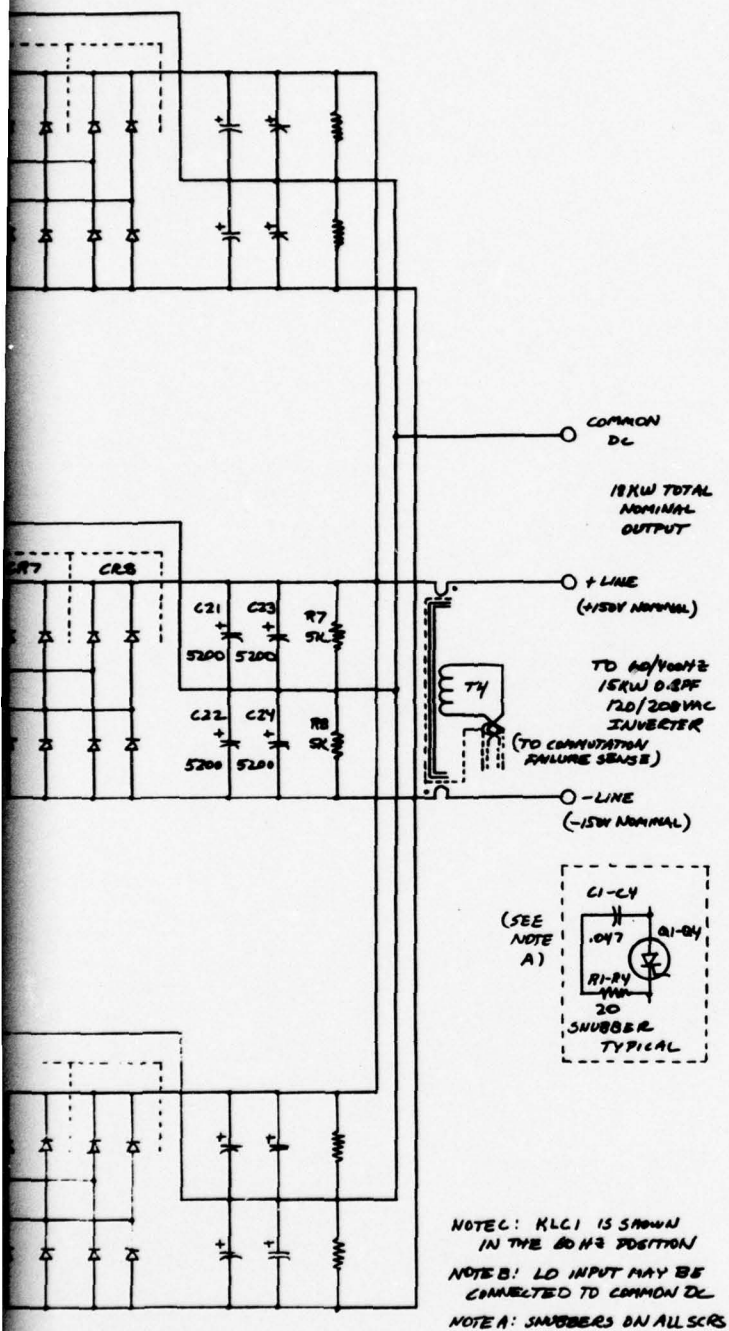 COMMON
DC
18KW TOTAL
NOMINAL
OUTPUT
CR7 CR8
+ LINE
(+150V NOMINAL)
C21 C23 R7
5200 5200 5K
T4
TO 60/400HZ
15KW 0.8PF
120/208VAC
INVERTER
C22 C24 R8
5200 5200 5K
(TO COMMUTATION
FAILURE SENSE)
- LINE
(-150V NOMINAL)
(SEE
NOTE
A)
C1-C4
.047
Q1-Q4
R1-R4
20
SNUBBER
TYPICAL
NOTE C: KLC1 IS SHOWN
IN THE 60 HZ POSITION
NOTE B: LO INPUT MAY BE
CONNECTED TO COMMON DC
NOTE A: SNUBBERS ON ALL SCRS